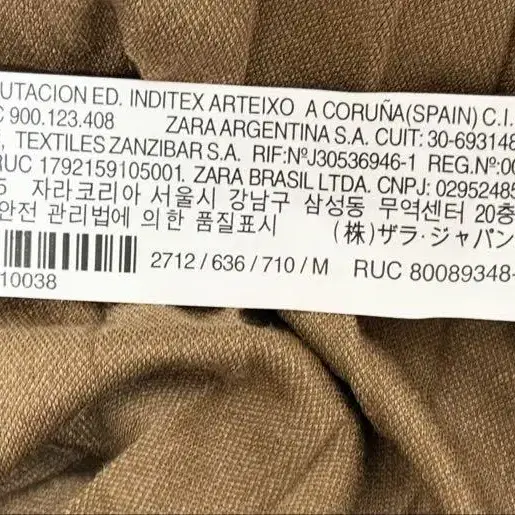 UTACION ED. INDITEX ARTEIXO A CORUÑA(SPAIN) C.I.
C 900.123.408 ZARA ARGENTINA S.A. CUIT: 30-693148
, TEXTILES ZANZIBAR S.A. RIF:NºJ30536946-1 REG.Nº:00
RUC 1792159105001. ZARA BRASIL LTDA. CNPJ: 02952485
5 자라코리아 서울시 강남구 삼성동 무역센터 20층
안전 관리법에 의한 품질표시 (株)ザラ・ジャパン
2712 / 636 / 710 / M RUC 80089348-
10038